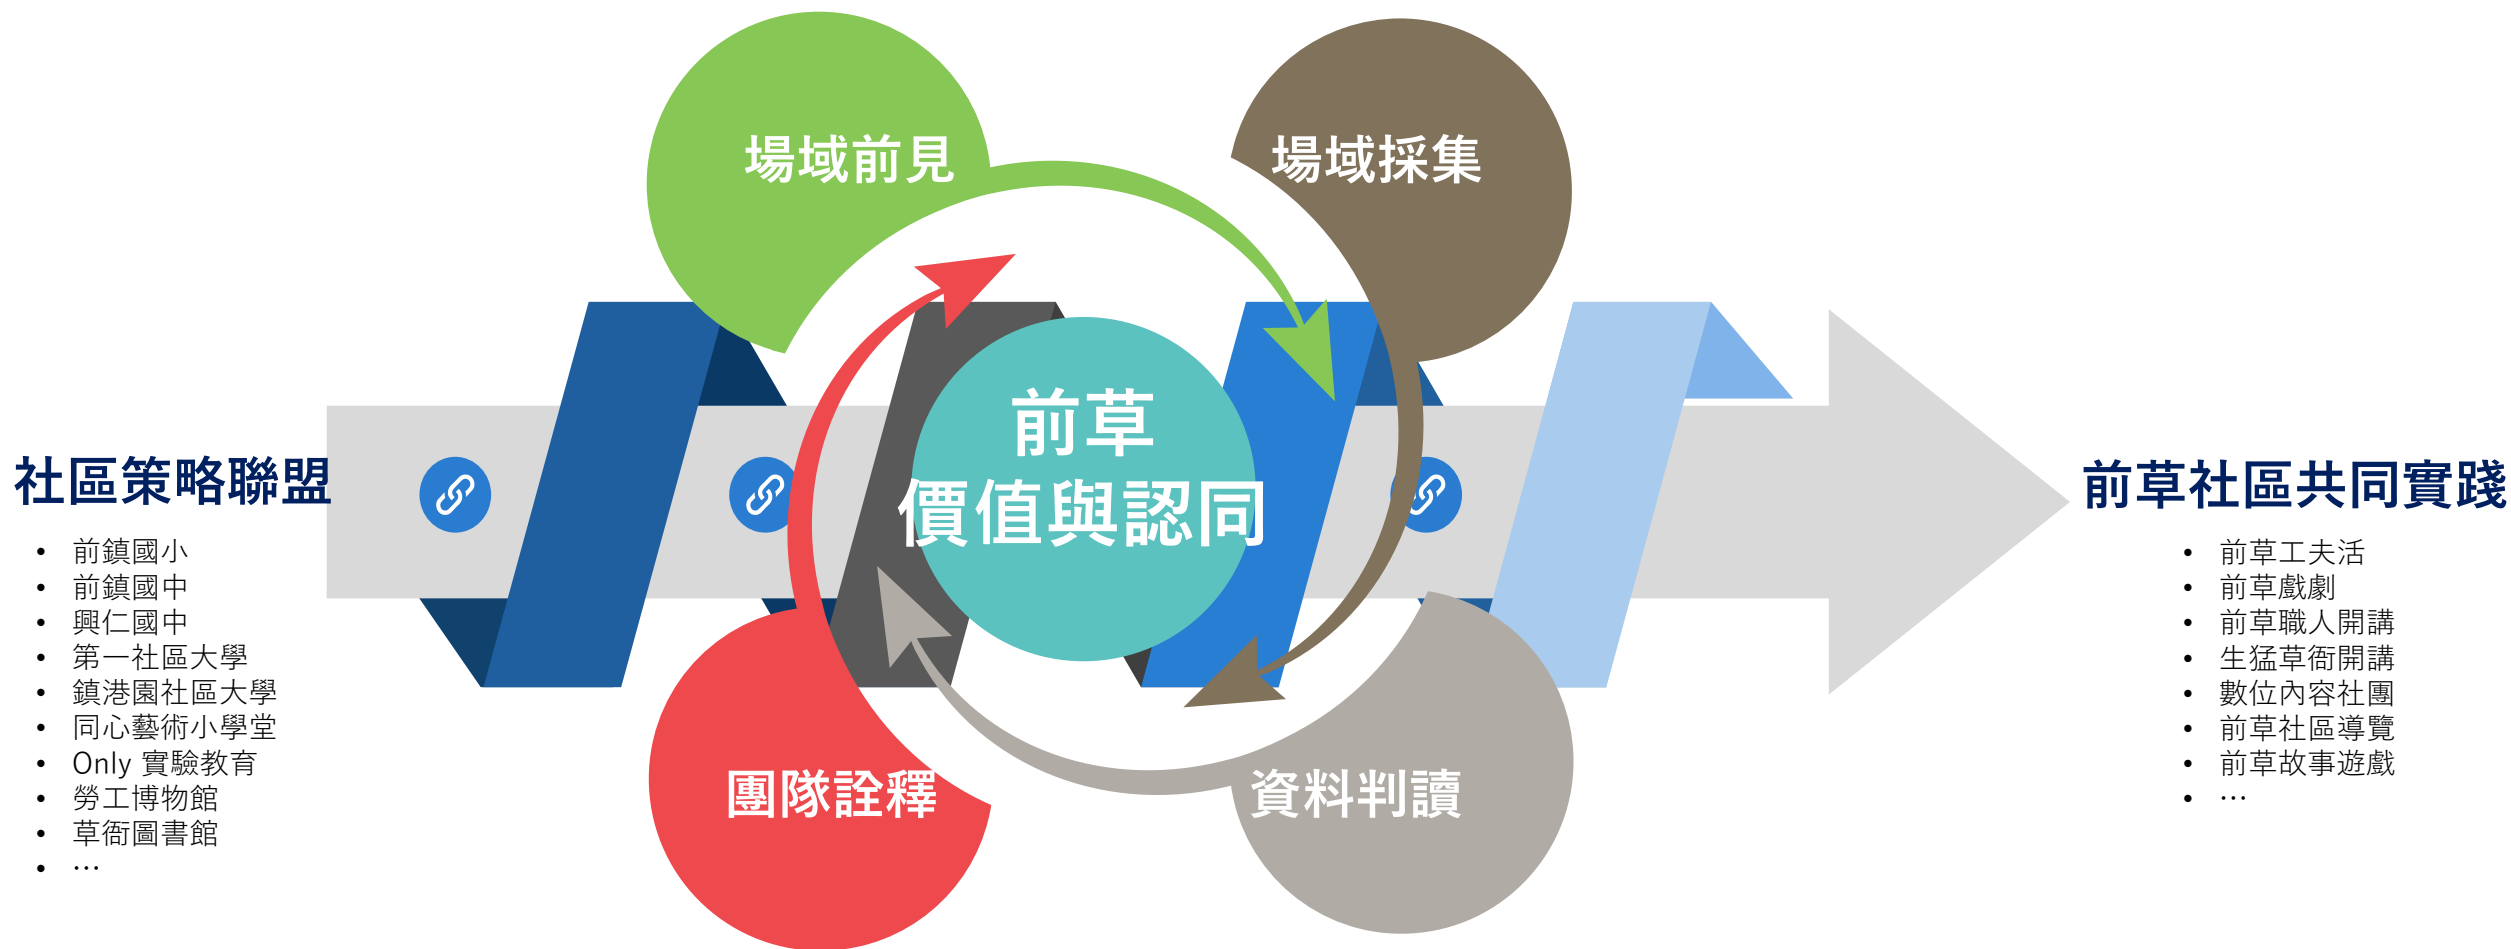 場域前見
場域採集
前草
價值與認同
團隊詮釋
資料判讀
社區策略聯盟
• 前鎮國小
• 前鎮國中
• 興仁國中
• 第一社區大學
• 鎮港園社區大學
• 同心藝術小學堂
• Only 實驗教育
• 勞工博物館
• 草衙圖書館
• …
前草社區共同實踐
• 前草工夫活
• 前草戲劇
• 前草職人開講
• 生猛草衙開講
• 數位內容社團
• 前草社區導覽
• 前草故事遊戲
• …